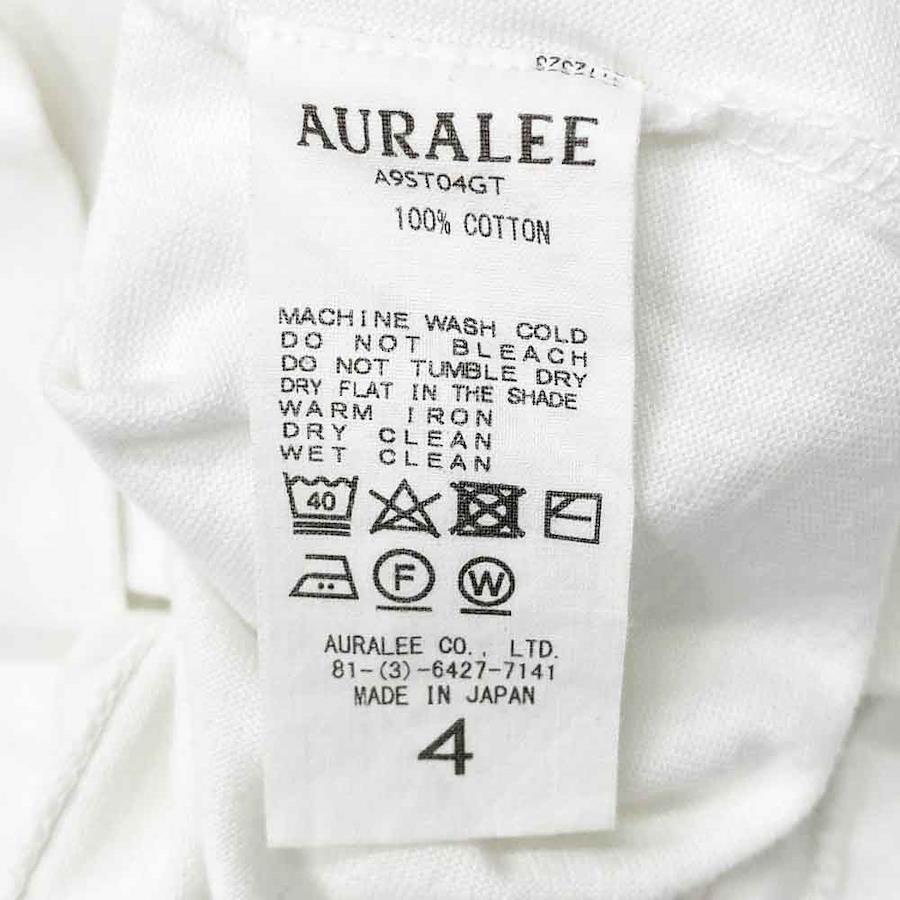 AURALEE
A9ST04GT
100% COTTON
MACHINE WASH COLD
DO NOT BLEACH
DO NOT TUMBLE DRY
DRY FLAT IN THE SHADE
WARM IRON
DRY CLEAN
WET CLEAN
40
F W
AURALEE CO., LTD.
81-(3)-6427-7141
MADE IN JAPAN
4